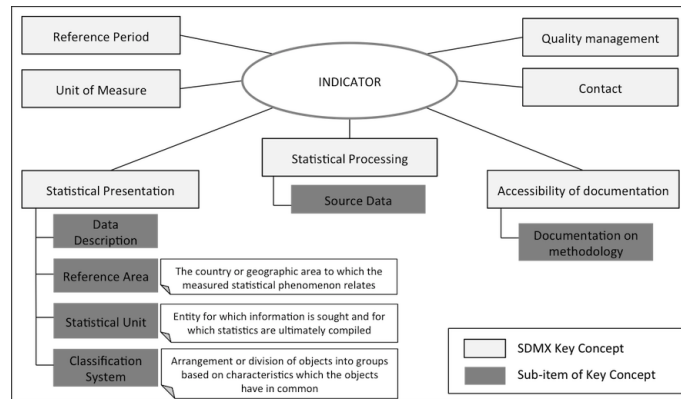 Reference Period
Quality management
INDICATOR
Unit of Measure
Contact
Statistical Processing
Statistical Presentation
Source Data
Accessibility of documentation
Data
Description
Documentation on
methodology
Reference Area
The country or geographic area to which the
measured statistical phenomenon relates
Statistical Unit
Entity for which information is sought and for
which statistics are ultimately compiled
Classification
System
Arrangement or division of objects into groups
based on characteristics which the objects
have in common
SDMX Key Concept
Sub-item of Key Concept